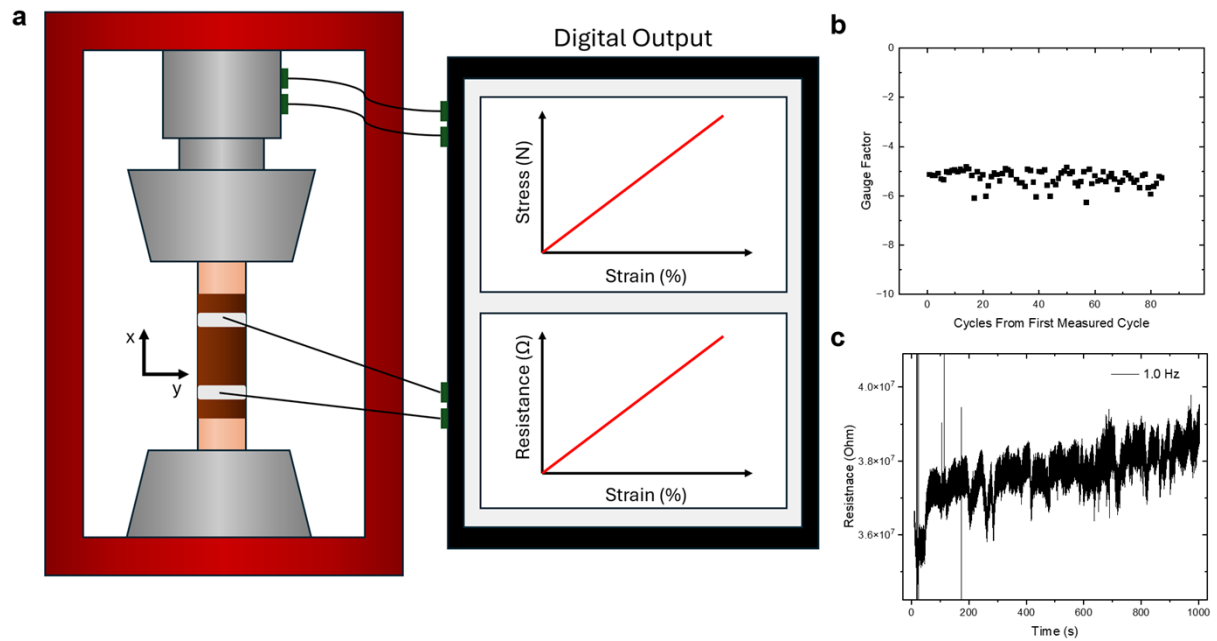 a
Digital Output
Stress (N)
Strain (%)
Resistance (Ω)
Strain (%)
x
y
b
0
−2
−4
−6
−8
−10
Gauge Factor
0
20
40
60
80
Cycles From First Measured Cycle
c
1.0 Hz
4.0×10⁷
3.8×10⁷
3.6×10⁷
Resistnace (Ohm)
0
200
400
600
800
1000
Time (s)